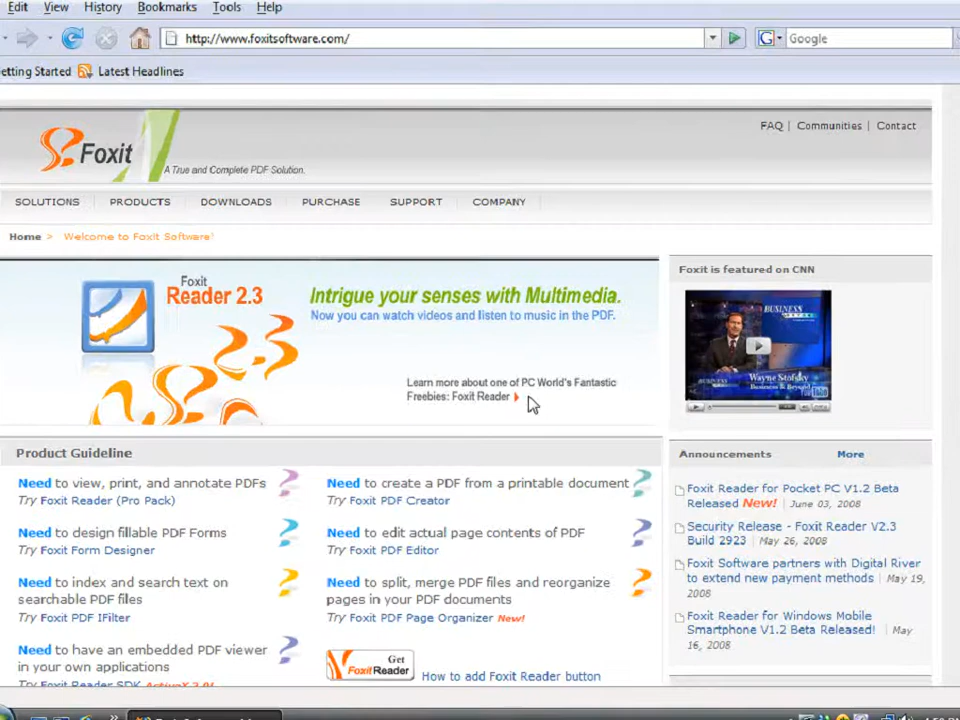 Edit View History Bookmarks Tools Help
http://www.foxitsoftware.com/
G Google
etting Started Latest Headlines
Foxit
A True and Complete PDF Solution.
FAQ | Communities | Contact
SOLUTIONS PRODUCTS DOWNLOADS PURCHASE SUPPORT COMPANY
Home > Welcome to Foxit Software!
Foxit
Reader 2.3
2.3
Intrigue your senses with Multimedia.
Now you can watch videos and listen to music in the PDF.
Learn more about one of PC World's Fantastic
Freebies: Foxit Reader
Foxit is featured on CNN
BUSINESS
Wayne Stofsky
Business & Beyond
Product Guideline
Need to view, print, and annotate PDFs
Try Foxit Reader (Pro Pack)
Need to design fillable PDF Forms
Try Foxit Form Designer
Need to index and search text on
searchable PDF files
Try Foxit PDF IFilter
Need to have an embedded PDF viewer
in your own applications
Try Foxit Reader SDK ActiveX 2.0!
Need to create a PDF from a printable document
Try Foxit PDF Creator
Need to edit actual page contents of PDF
Try Foxit PDF Editor
Need to split, merge PDF files and reorganize
pages in your PDF documents
Try Foxit PDF Page Organizer New!
Get
Foxit Reader
How to add Foxit Reader button
Announcements More
Foxit Reader for Pocket PC V1.2 Beta
Released New! | June 03, 2008
Security Release - Foxit Reader V2.3
Build 2923 | May 26, 2008
Foxit Software partners with Digital River
to extend new payment methods | May 19,
2008
Foxit Reader for Windows Mobile
Smartphone V1.2 Beta Released! | May
16, 2008